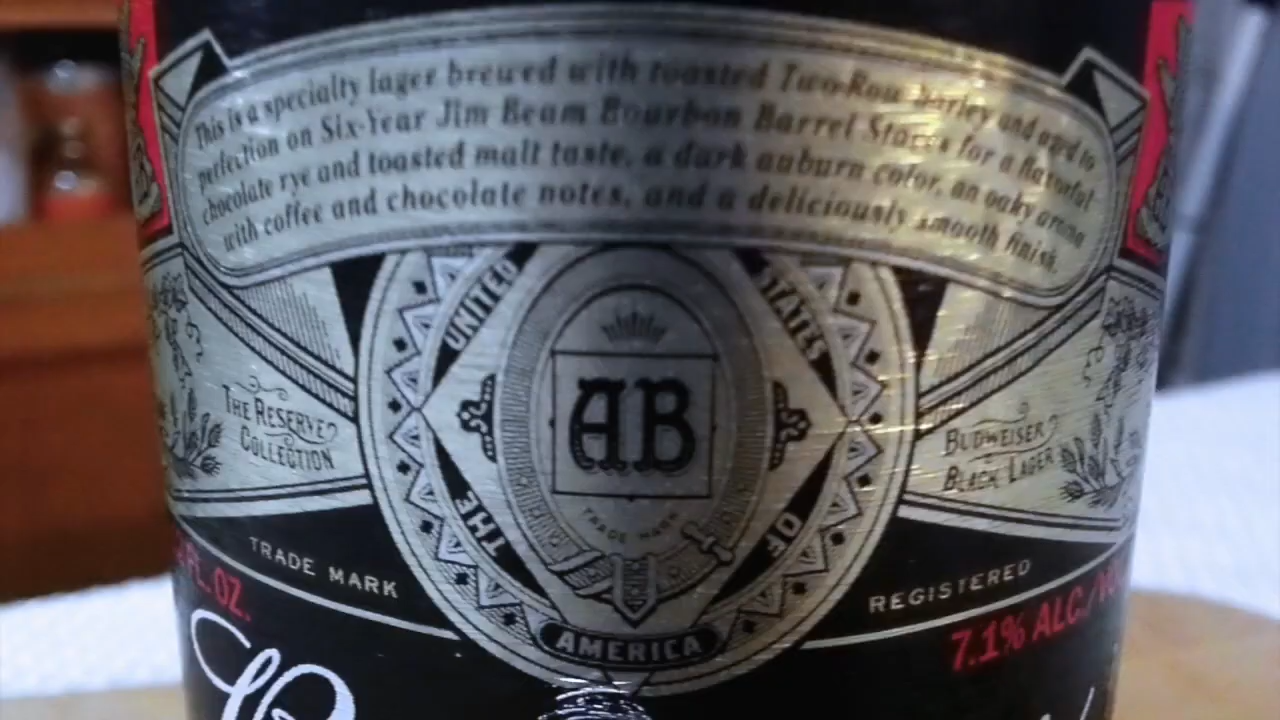 This is a specialty lager brewed with toasted Two-Row barley and aged to
perfection on Six-Year Jim Beam Bourbon Barrel Staves for a flavorful
chocolate rye and toasted malt taste, a dark auburn color, an oaky aroma
with coffee and chocolate notes, and a deliciously smooth finish.
UNITED STATES
THE RESERVE
COLLECTION
AB
TRADE MARK
BUDWEISER
BLACK LAGER
THE OF
AMERICA
TRADE MARK
REGISTERED
FL. OZ.
7.1% ALC/